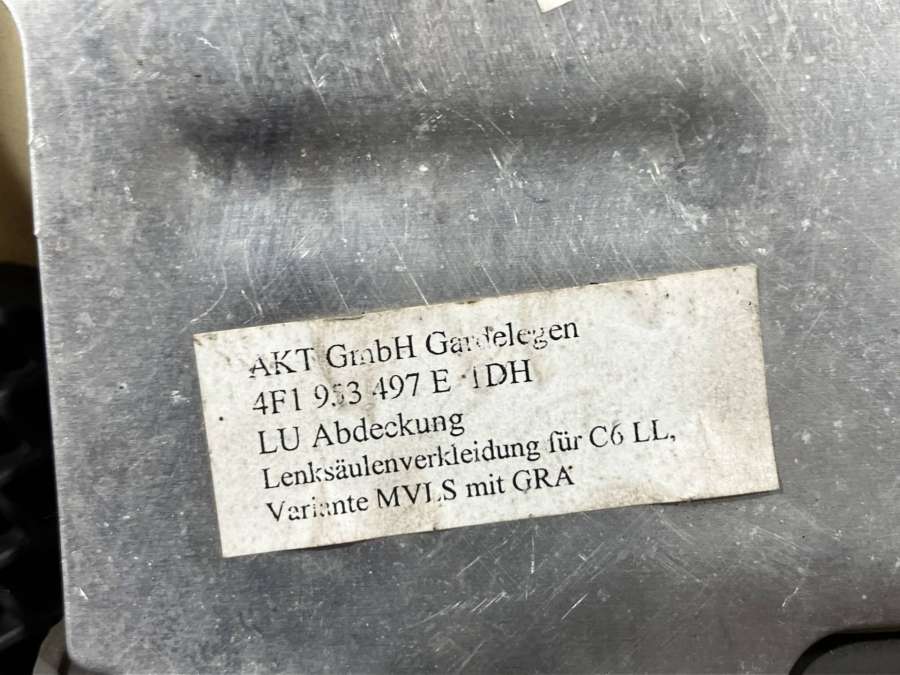 AKT GmbH Gardelegen
4F1 953 497 E 1DH
LU Abdeckung
Lenksäulenverkleidung für C6 LL,
Variante MVLS mit GRA